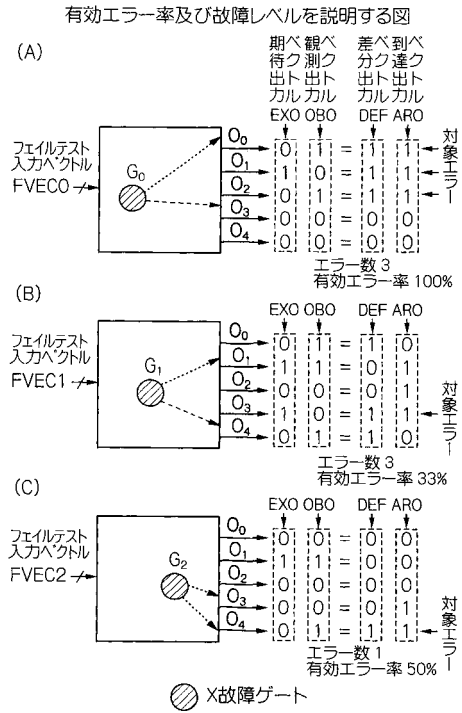 有効エラー率及び故障レベルを説明する図
(A)
期待出力ベクトル
観測出力ベクトル
差分出力ベクトル
到達出力ベクトル
EXO OBO DEF ARO
フェイルテスト
入力ベクトル
FVEC0
G0
O0 0 1 = 1 1
O1 1 0 = 1 1
O2 0 1 = 1 1
O3 0 0 = 0 0
O4 0 0 = 0 0
対象エラー
エラー数 3
有効エラー率 100%
(B)
EXO OBO DEF ARO
フェイルテスト
入力ベクトル
FVEC1
G1
O0 0 1 = 1 0
O1 1 1 = 0 1
O2 0 0 = 0 1
O3 1 0 = 1 1
O4 0 1 = 1 0
対象エラー
エラー数 3
有効エラー率 33%
(C)
EXO OBO DEF ARO
フェイルテスト
入力ベクトル
FVEC2
G2
O0 0 0 = 0 0
O1 1 1 = 0 0
O2 0 0 = 0 0
O3 0 0 = 0 1
O4 0 1 = 1 1
対象エラー
エラー数 1
有効エラー率 50%
X故障ゲート